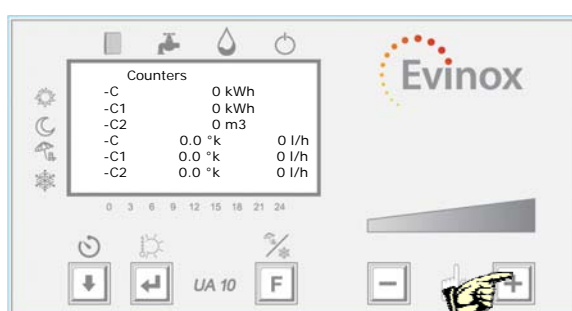 Counters
-C 0 kWh
-C1 0 kWh
-C2 0 m3
-C 0.0 °k 0 l/h
-C1 0.0 °k 0 l/h
-C2 0.0 °k 0 l/h
Evinox
0 3 6 9 12 15 18 21 24
UA 10 F
- +